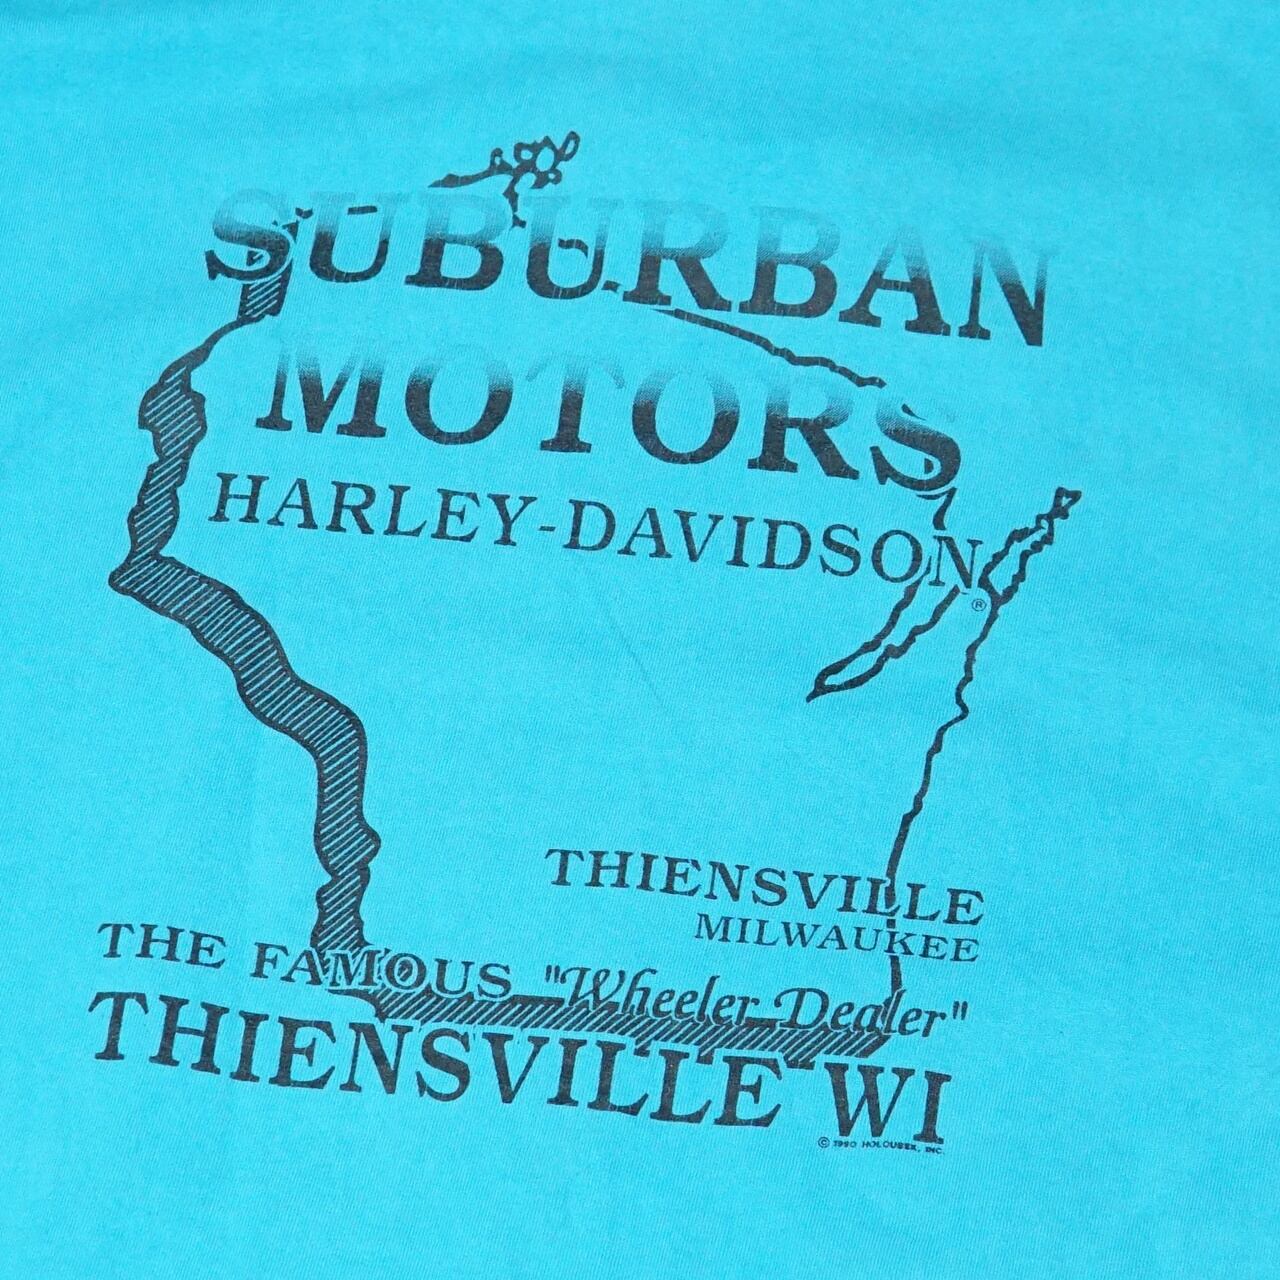 SUBURBAN
MOTORS
HARLEY-DAVIDSON®
THIENSVILLE
MILWAUKEE
THE FAMOUS "Wheeler Dealer"
THIENSVILLE WI
© 1990 HOLOUBEK, INC.